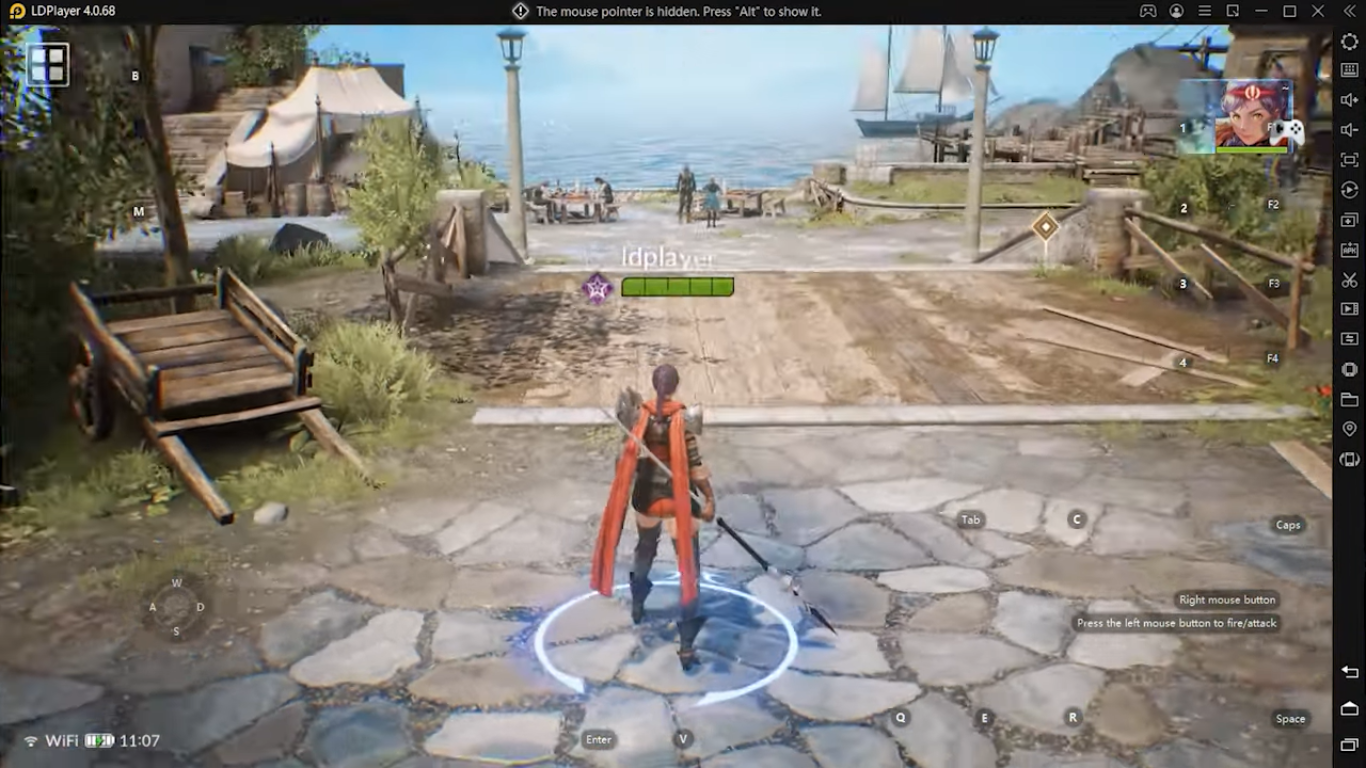 LDPlayer 4.0.68
The mouse pointer is hidden. Press "Alt" to show it.
B
1
M
2
F2
ldplayer
3
F3
4
F4
Tab
C
Caps
W
A
D
S
Right mouse button
Press the left mouse button to fire/attack
Q
E
R
Space
Enter
V
WiFi
11:07
APK